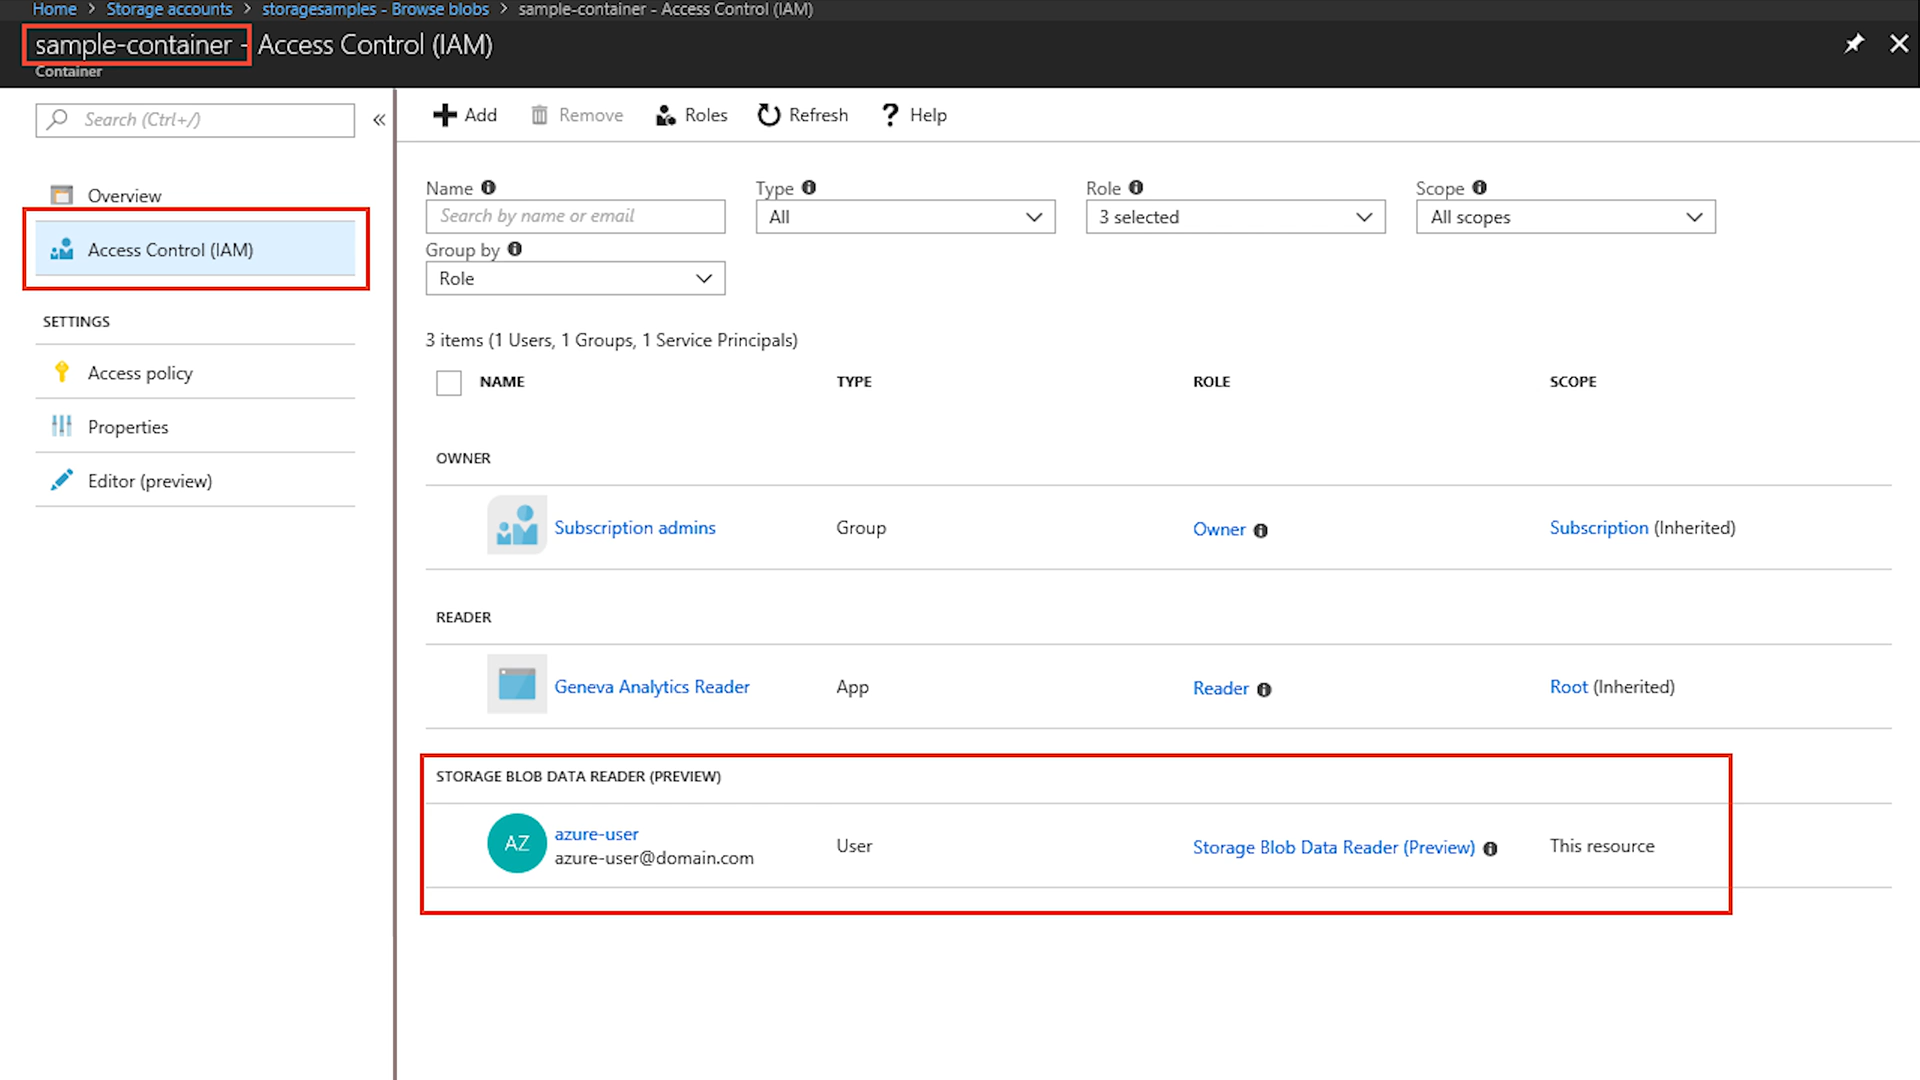 Home > Storage accounts > storagesamples - Browse blobs > sample-container - Access Control (IAM)
sample-container - Access Control (IAM)
Container
Search (Ctrl+/)
«
Overview
Access Control (IAM)
SETTINGS
Access policy
Properties
Editor (preview)
Add Remove Roles Refresh ? Help
Name Type Role Scope
Search by name or email All 3 selected All scopes
Group by
Role
3 items (1 Users, 1 Groups, 1 Service Principals)
NAME TYPE ROLE SCOPE
OWNER
Subscription admins Group Owner Subscription (Inherited)
READER
Geneva Analytics Reader App Reader Root (Inherited)
STORAGE BLOB DATA READER (PREVIEW)
AZ azure-user User Storage Blob Data Reader (Preview) This resource
azure-user@domain.com